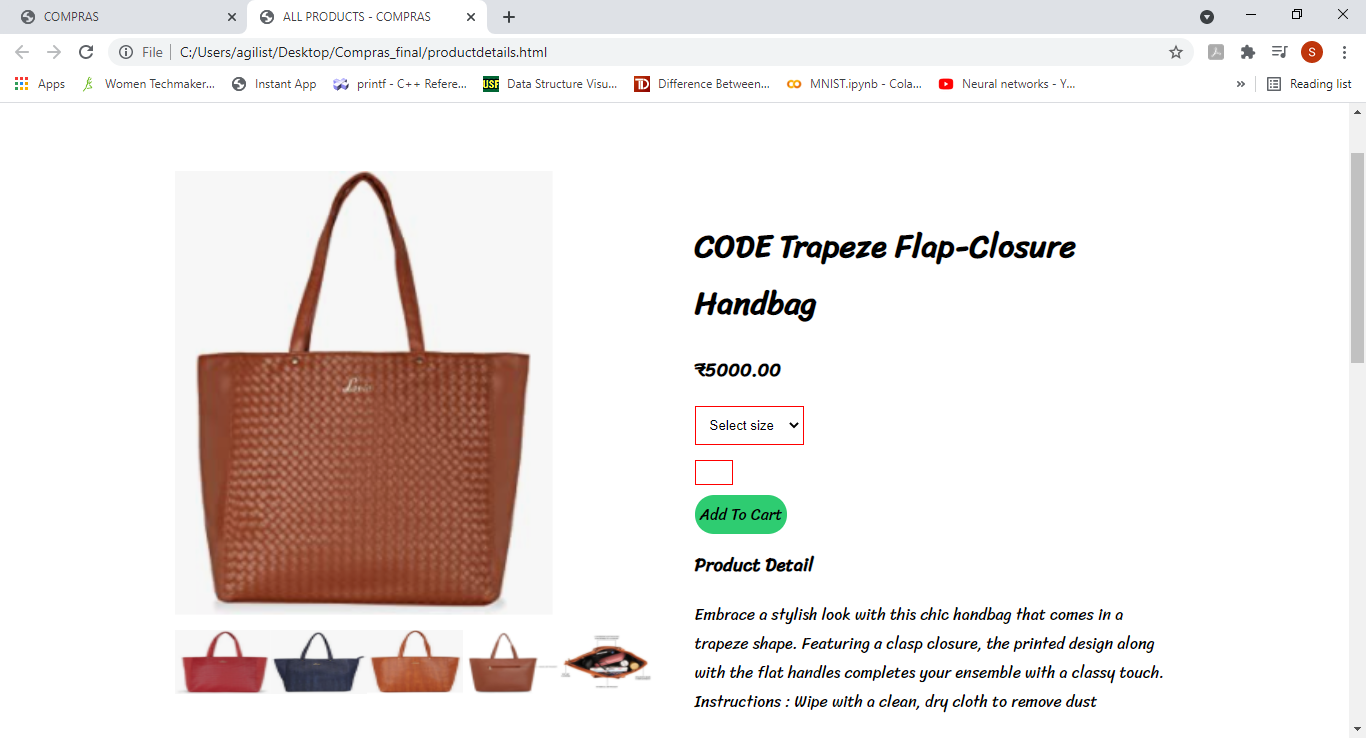 COMPRAS
ALL PRODUCTS - COMPRAS
File
C:/Users/agilist/Desktop/Compras_final/productdetails.html
S
Apps
Women Techmaker...
Instant App
printf - C++ Refere...
USF
Data Structure Visu...
TD
Difference Between...
MNIST.ipynb - Cola...
Neural networks - Y...
»
Reading list
CODE Trapeze Flap-Closure
Handbag
₹5000.00
Select size
Add To Cart
Product Detail
Embrace a stylish look with this chic handbag that comes in a
trapeze shape. Featuring a clasp closure, the printed design along
with the flat handles completes your ensemble with a classy touch.
Instructions : Wipe with a clean, dry cloth to remove dust